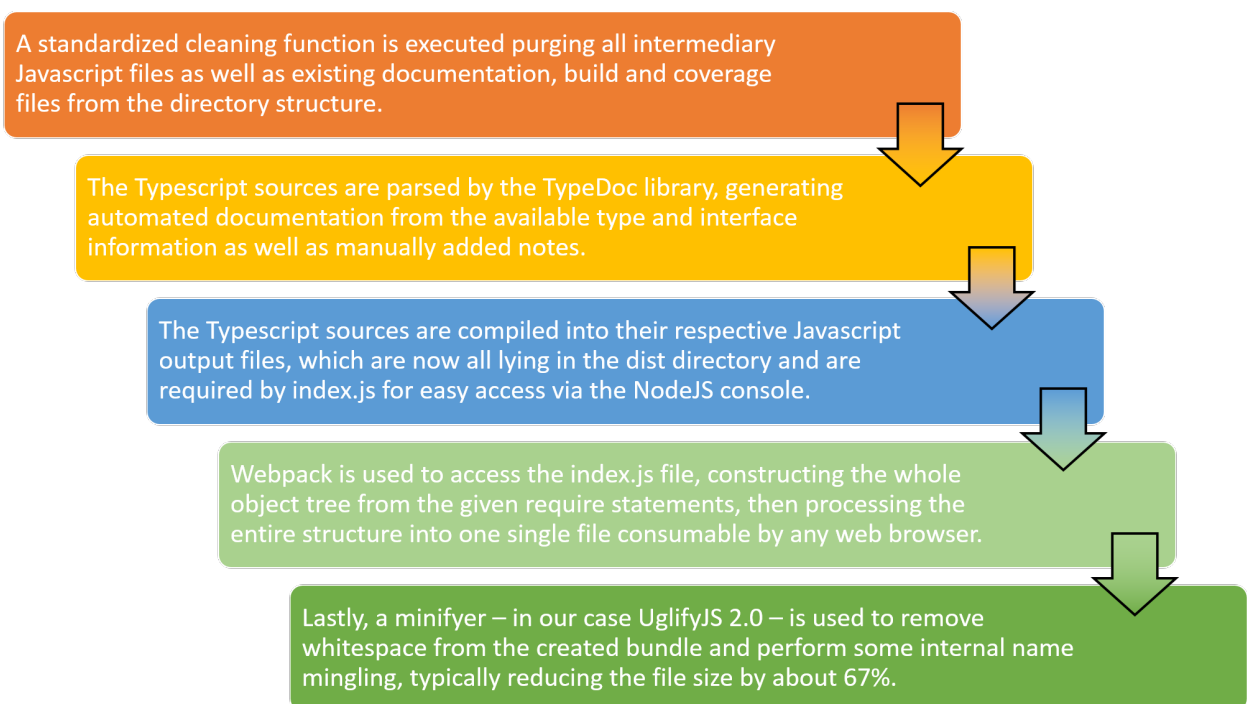 A standardized cleaning function is executed purging all intermediary
Javascript files as well as existing documentation, build and coverage
files from the directory structure.
The Typescript sources are parsed by the TypeDoc library, generating
automated documentation from the available type and interface
information as well as manually added notes.
The Typescript sources are compiled into their respective Javascript
output files, which are now all lying in the dist directory and are
required by index.js for easy access via the NodeJS console.
Webpack is used to access the index.js file, constructing the whole
object tree from the given require statements, then processing the
entire structure into one single file consumable by any web browser.
Lastly, a minifyer – in our case UglifyJS 2.0 – is used to remove
whitespace from the created bundle and perform some internal name
mingling, typically reducing the file size by about 67%.